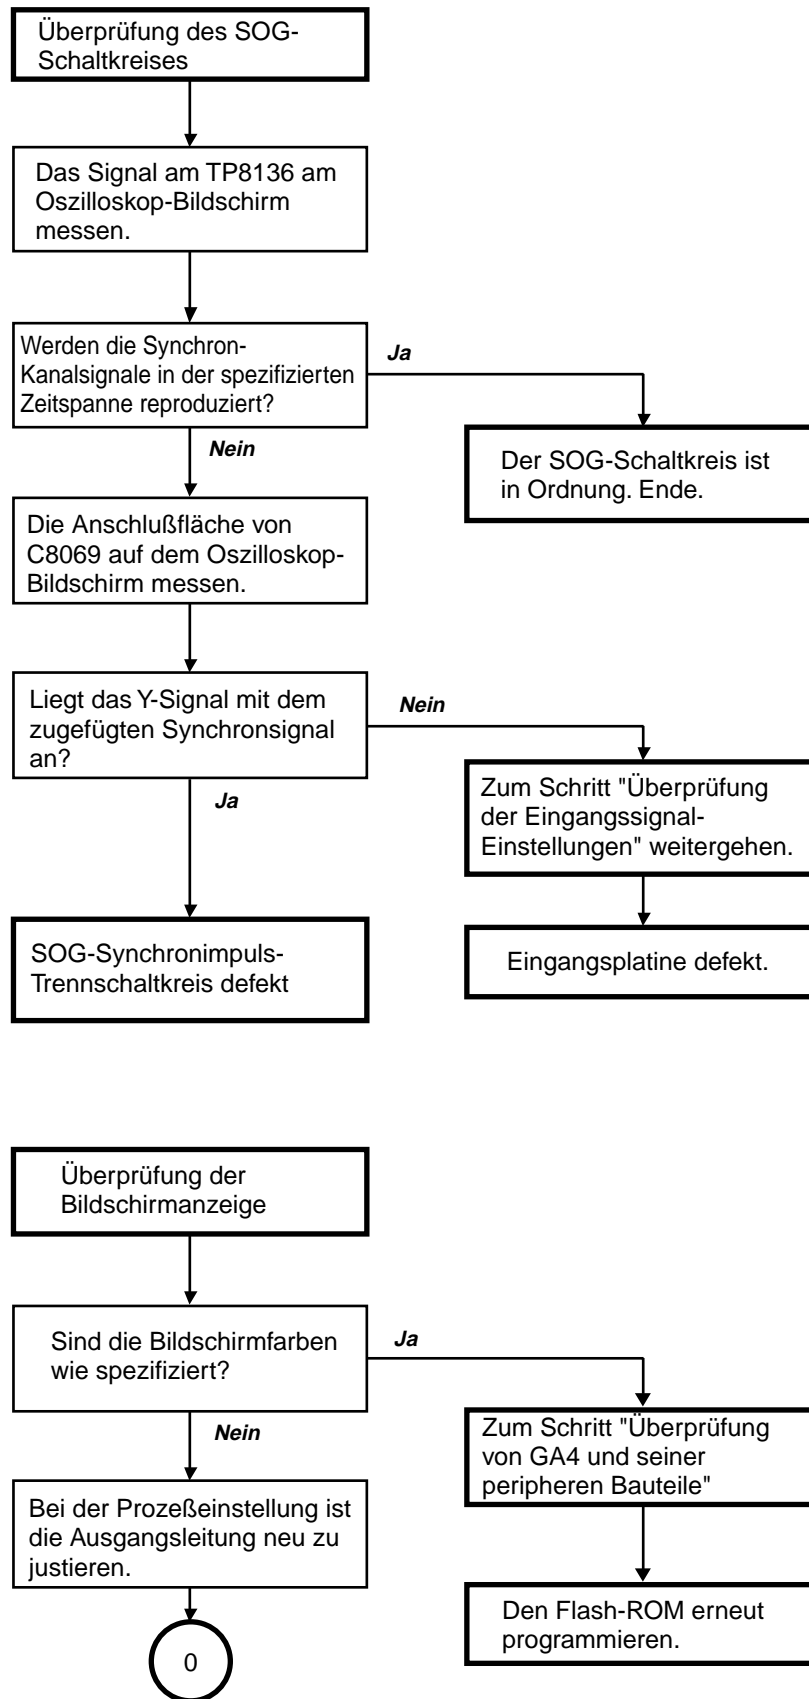 Überprüfung des SOG-
Schaltkreises
Das Signal am TP8136 am
Oszilloskop-Bildschirm
messen.
Werden die Synchron-
Kanalsignale in der spezifizierten
Zeitspanne reproduziert?
Ja
Nein
Der SOG-Schaltkreis ist
in Ordnung. Ende.
Die Anschlußfläche von
C8069 auf dem Oszilloskop-
Bildschirm messen.
Liegt das Y-Signal mit dem
zugefügten Synchronsignal
an?
Nein
Ja
Zum Schritt "Überprüfung
der Eingangssignal-
Einstellungen" weitergehen.
SOG-Synchronimpuls-
Trennschaltkreis defekt
Eingangsplatine defekt.
Überprüfung der
Bildschirmanzeige
Sind die Bildschirmfarben
wie spezifiziert?
Ja
Nein
Zum Schritt "Überprüfung
von GA4 und seiner
peripheren Bauteile"
Bei der Prozeßeinstellung ist
die Ausgangsleitung neu zu
justieren.
Den Flash-ROM erneut
programmieren.
0